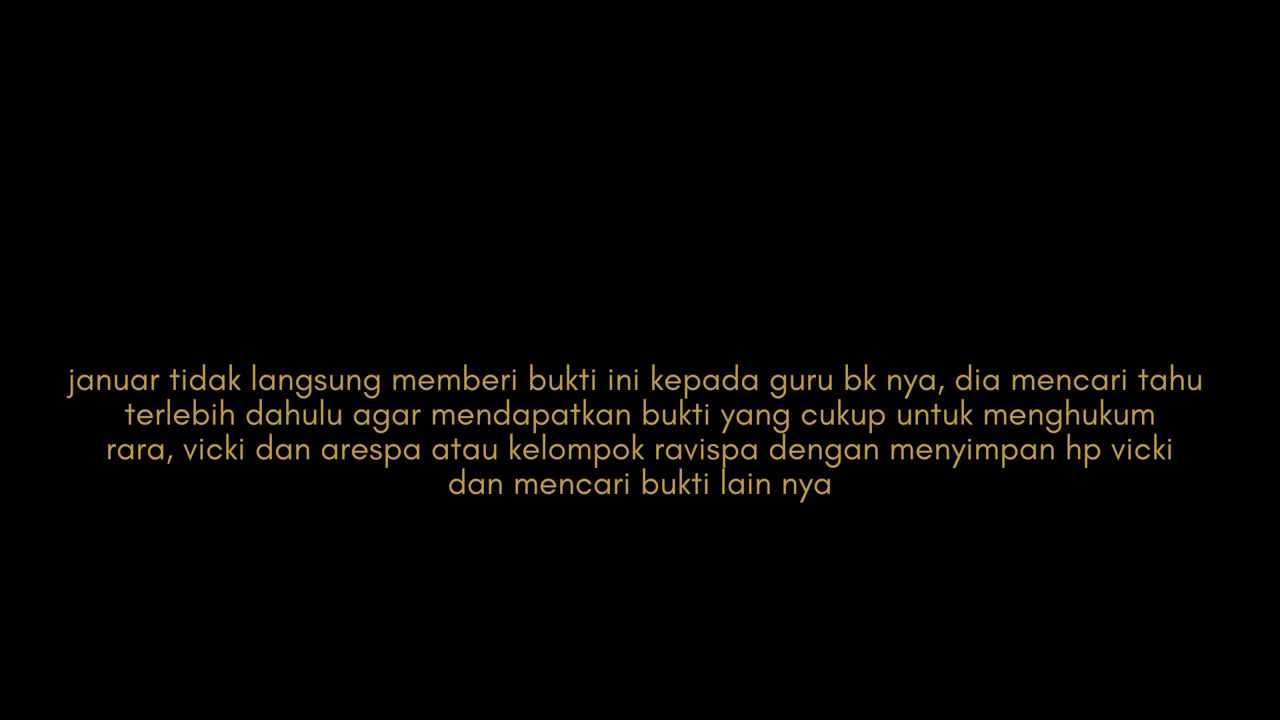 januar tidak langsung memberi bukti ini kepada guru bk nya, dia mencari tahu
terlebih dahulu agar mendapatkan bukti yang cukup untuk menghukum
rara, vicki dan arespa atau kelompok ravispa dengan menyimpan hp vicki
dan mencari bukti lain nya